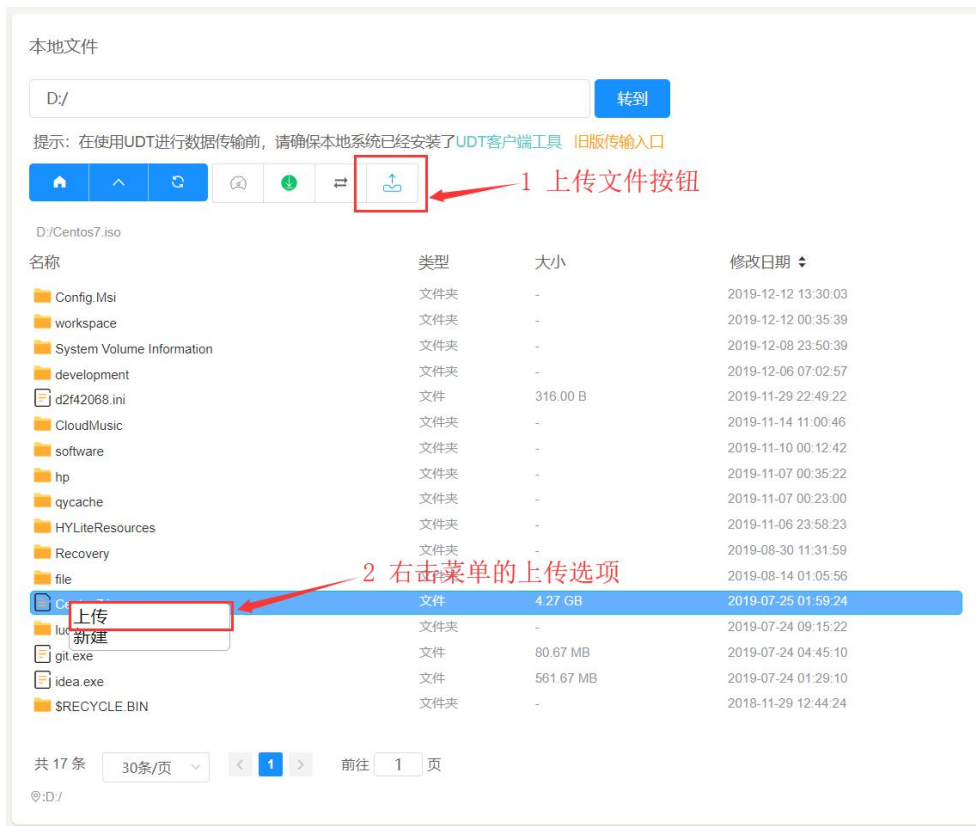 本地文件
D:/ 转到
提示：在使用UDT进行数据传输前，请确保本地系统已经安装了UDT客户端工具 旧版传输入口
1 上传文件按钮
D:/Centos7.iso
名称 类型 大小 修改日期
Config.Msi 文件夹 - 2019-12-12 13:30:03
workspace 文件夹 - 2019-12-12 00:35:39
System Volume Information 文件夹 - 2019-12-08 23:50:39
development 文件夹 - 2019-12-06 07:02:57
d2f42068.ini 文件 316.00 B 2019-11-29 22:49:22
CloudMusic 文件夹 - 2019-11-14 11:00:46
software 文件夹 - 2019-11-10 00:12:42
hp 文件夹 - 2019-11-07 00:35:22
qycache 文件夹 - 2019-11-07 00:23:00
HYLiteResources 文件夹 - 2019-11-06 23:58:23
Recovery 文件夹 - 2019-08-30 11:31:59
2 右击菜单的上传选项
file 文件夹 - 2019-08-14 01:05:56
文件 4.27 GB 2019-07-25 01:59:24
上传
文件夹 - 2019-07-24 09:15:22
新建
git.exe 文件 80.67 MB 2019-07-24 04:45:10
idea.exe 文件 561.67 MB 2019-07-24 01:29:10
$RECYCLE.BIN 文件夹 - 2018-11-29 12:44:24
共 17 条 30条/页 < 1 > 前往 1 页
:D:/